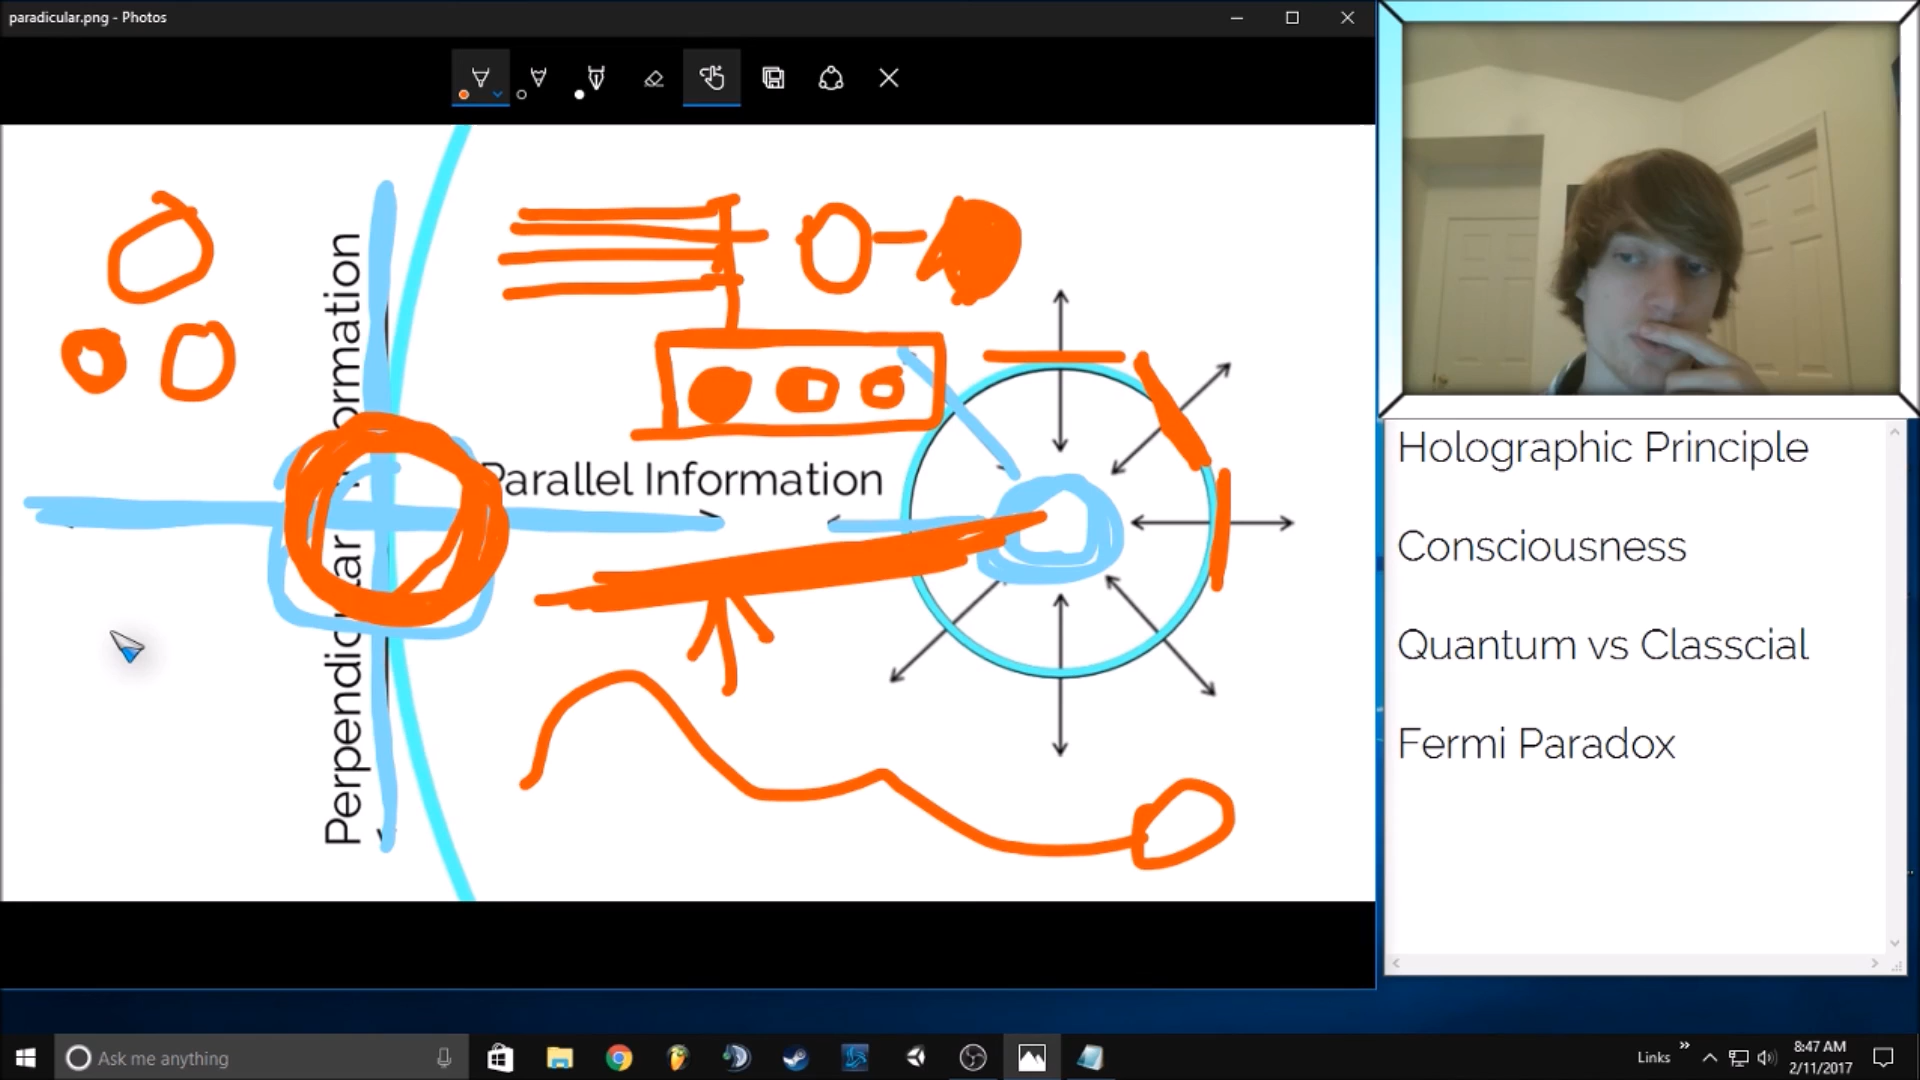 paradicular.png - Photos
Perpendicular Information
Parallel Information
Holographic Principle
Consciousness
Quantum vs Classcial
Fermi Paradox
Ask me anything
Links
8:47 AM
2/11/2017